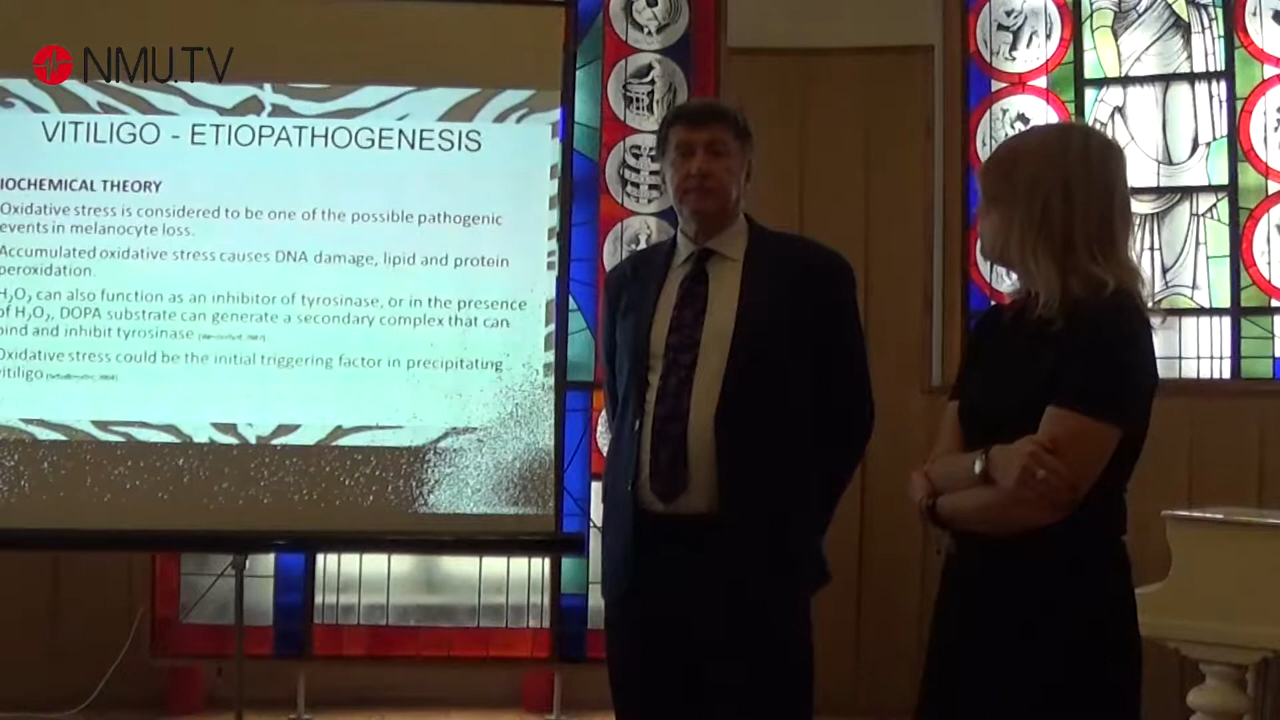 NMU.TV
VITILIGO - ETIOPATHOGENESIS
IOCHEMICAL THEORY
Oxidative stress is considered to be one of the possible pathogenic
events in melanocyte loss.
Accumulated oxidative stress causes DNA damage, lipid and protein
peroxidation.
H₂O₂ can also function as an inhibitor of tyrosinase, or in the presence
of H₂O₂, DOPA substrate can generate a secondary complex that can
bind and inhibit tyrosinase
Oxidative stress could be the initial triggering factor in precipitating
vitiligo